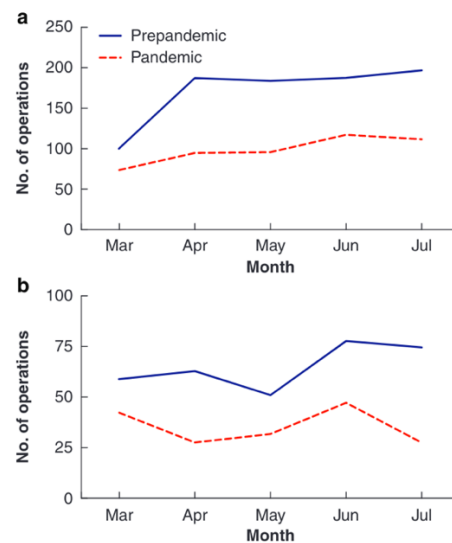 a
Prepandemic
Pandemic
No. of operations
250
200
150
100
50
0
Mar Apr May Jun Jul
Month
b
No. of operations
100
75
50
25
0
Mar Apr May Jun Jul
Month